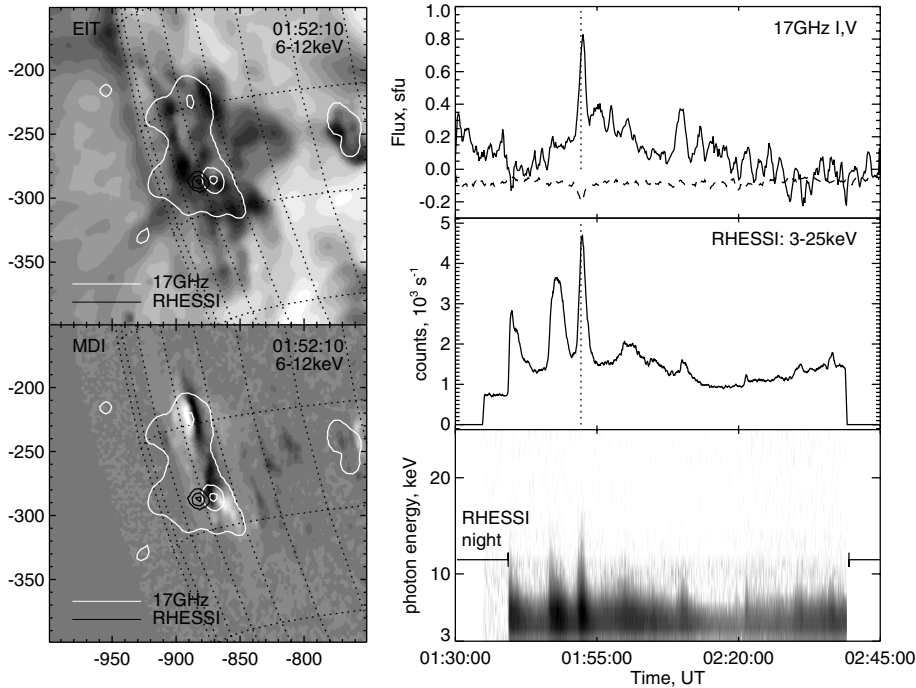 EIT
01:52:10
6-12keV
-200
-250
-300
-350
17GHz
RHESSI
MDI
01:52:10
6-12keV
-200
-250
-300
-350
17GHz
RHESSI
-950
-900
-850
-800
17GHz I,V
Flux, sfu
1.0
0.8
0.6
0.4
0.2
0.0
-0.2
RHESSI: 3-25keV
counts, 10³ s⁻¹
5
4
3
2
1
0
photon energy, keV
20
10
3
RHESSI
night
01:30:00
01:55:00
02:20:00
02:45:00
Time, UT